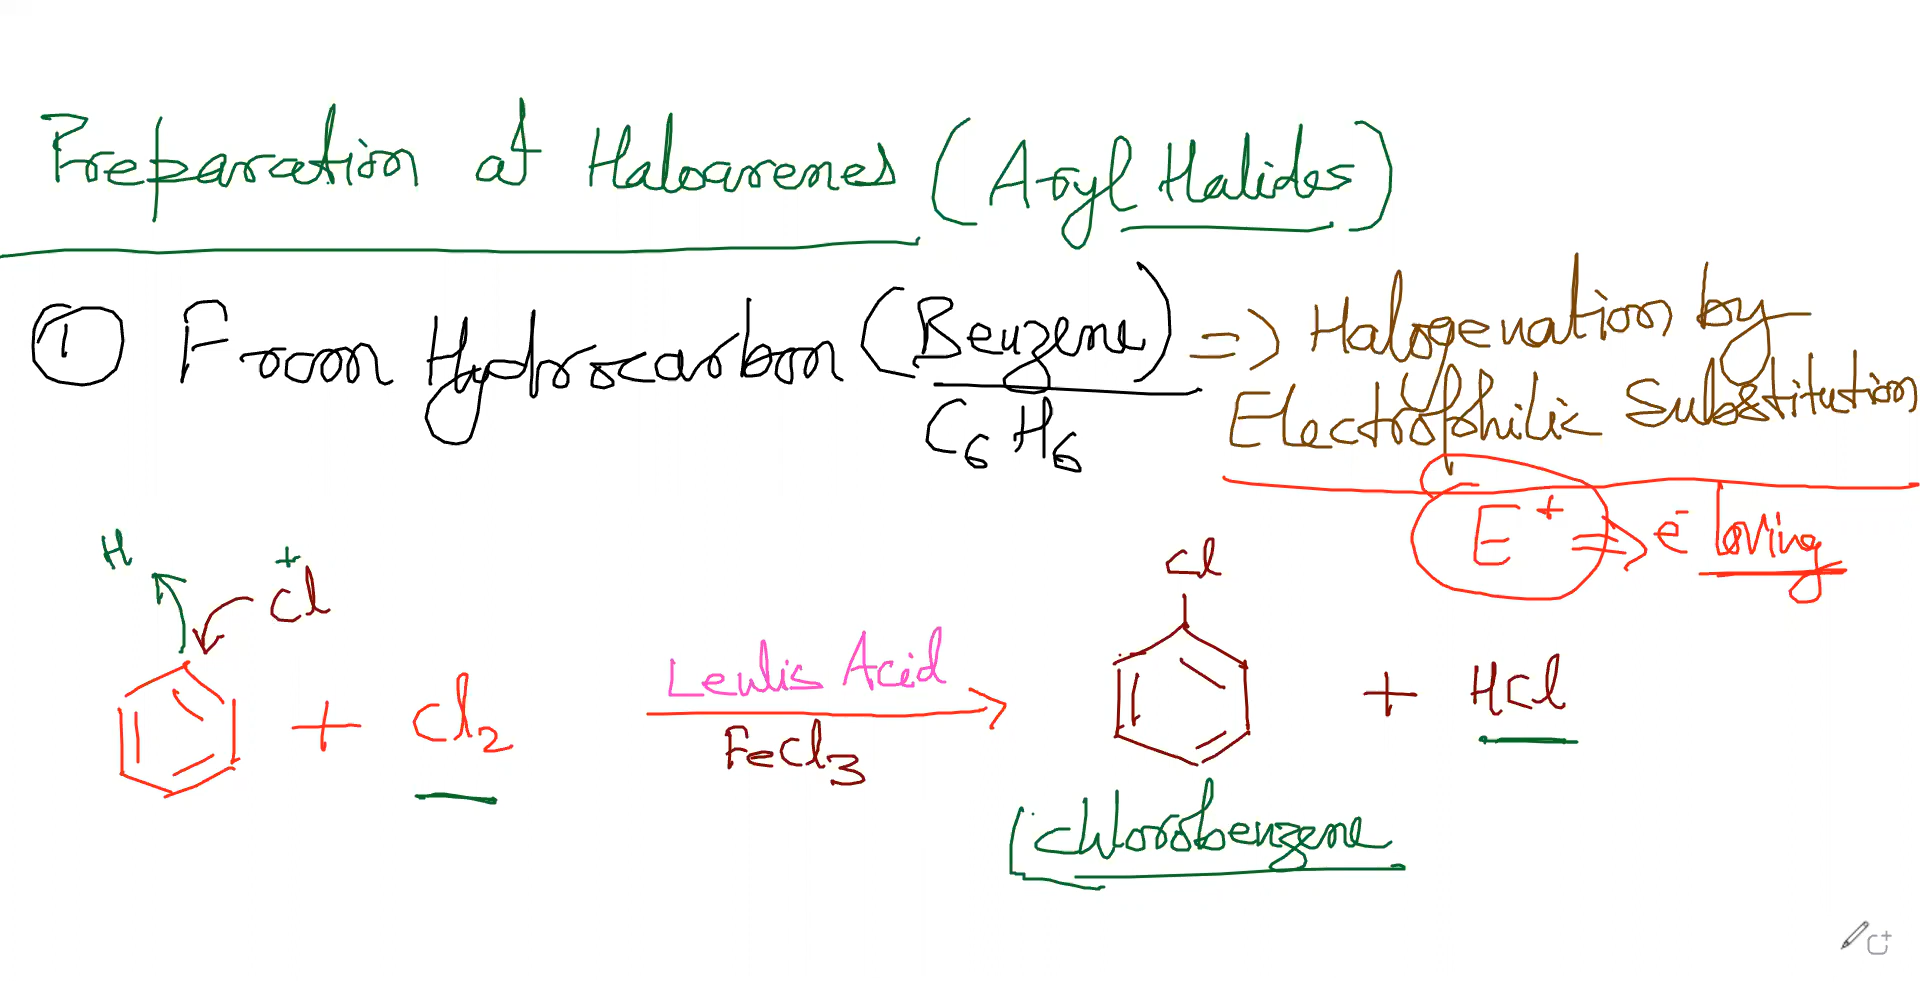 Preparation of Haloarenes (Aryl Halides)
① From Hydrocarbon (Benzene) => Halogenation by
Electrophilic Substitution
C6H6
E+ => e- loving
H
Cl+
Cl
+ Cl2
Lewis Acid
FeCl3
+ HCl
Chlorobenzene